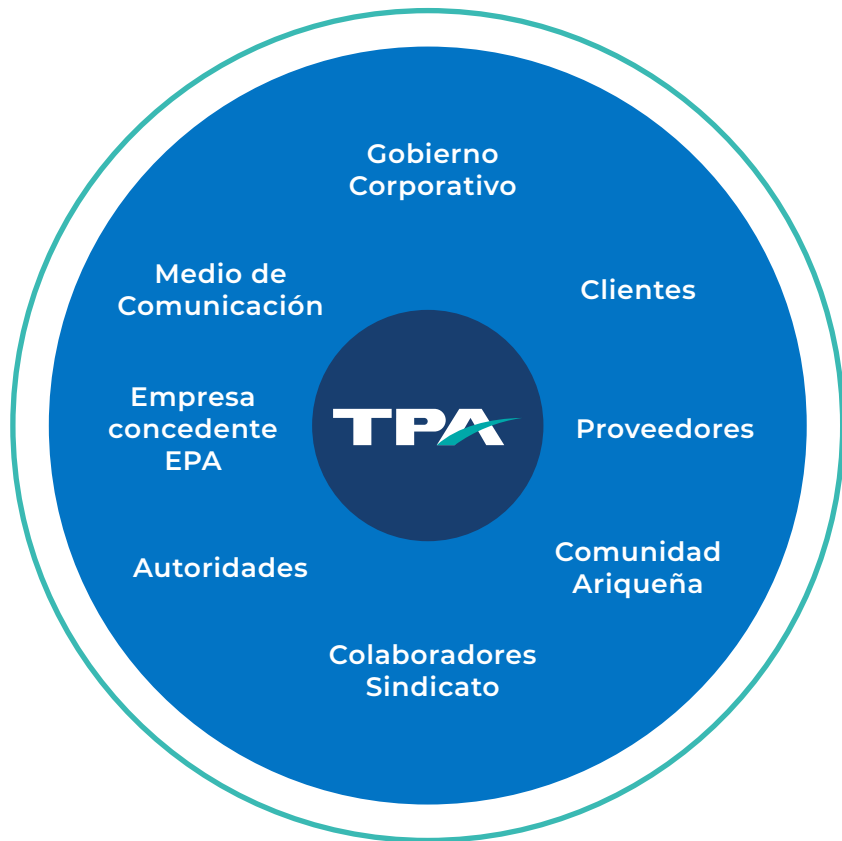 Gobierno
Corporativo
Medio de
Comunicación
Clientes
Empresa
concedente
EPA
TPA
Proveedores
Autoridades
Comunidad
Ariqueña
Colaboradores
Sindicato